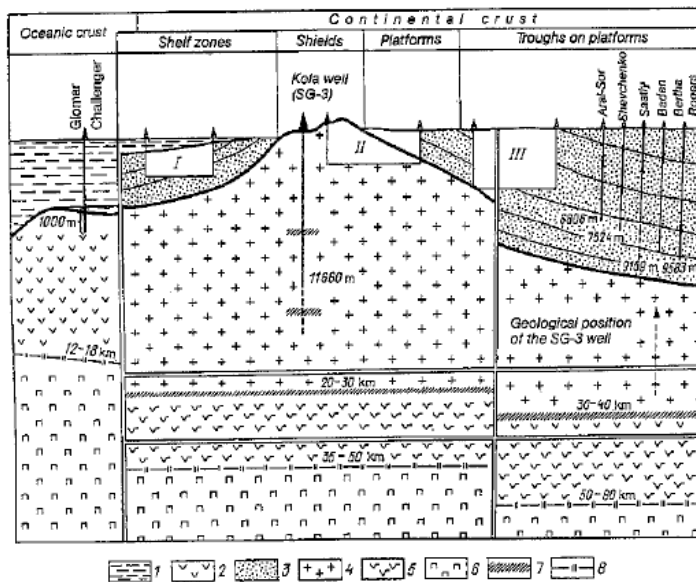 Continental crust
Oceanic crust
Shelf zones
Shields
Platforms
Troughs on platforms
Glomar
Challenger
Kola well
(SG-3)
Aral-Sor
Shevchenko
Saatly
Baden
Bertha
Rogers
I
II
III
1000 m
6806 m
7524 m
9159 m
9583 m
11660 m
Geological position
of the SG-3 well
12-18 km
20-30 km
30-40 km
35-50 km
50-80 km
1 2 3 4 5 6 7 8